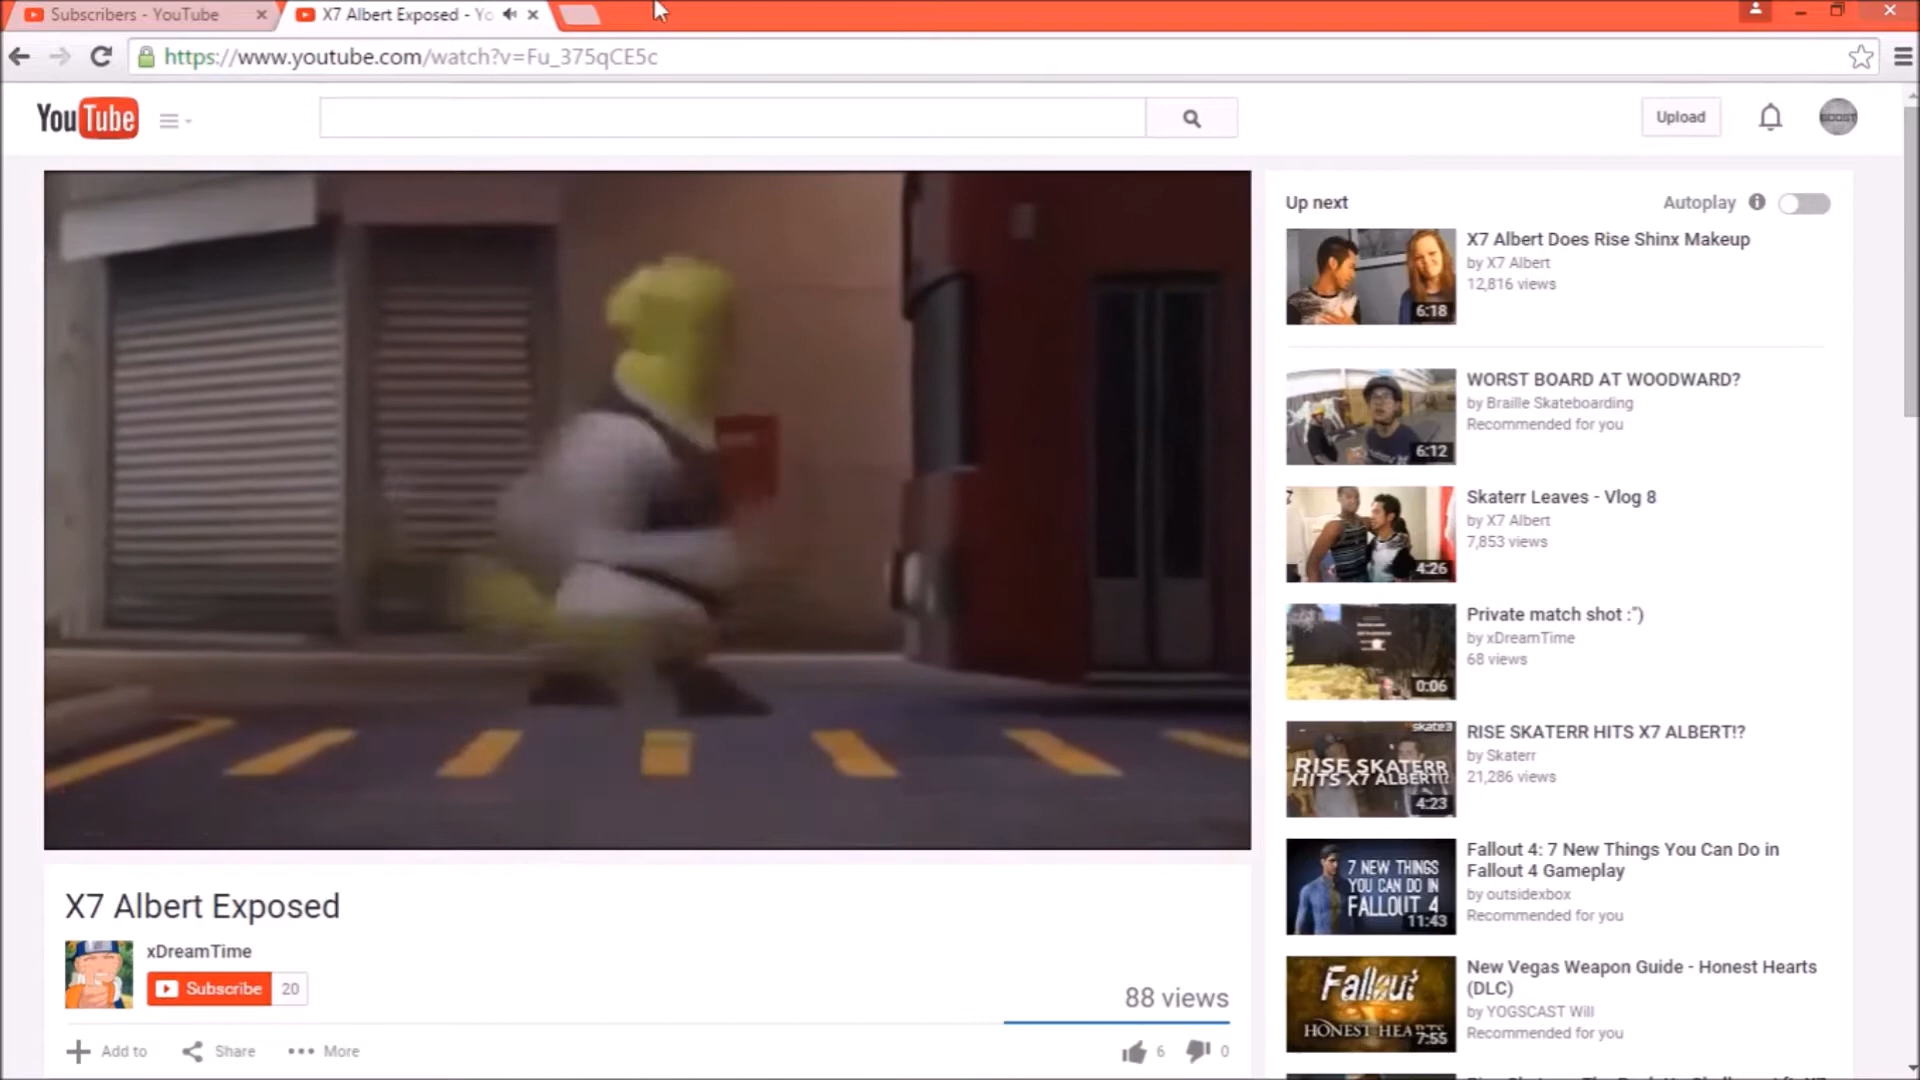 Subscribers - YouTube
X7 Albert Exposed - Yo
https://www.youtube.com/watch?v=Fu_375qCE5c
YouTube
Upload
BOOST
Up next
Autoplay
X7 Albert Does Rise Shinx Makeup
by X7 Albert
12,816 views
6:18
WORST BOARD AT WOODWARD?
by Braille Skateboarding
Recommended for you
6:12
Skaterr Leaves - Vlog 8
by X7 Albert
7,853 views
4:26
Private match shot :")
by xDreamTime
68 views
0:06
RISE SKATERR HITS X7 ALBERT!?
by Skaterr
21,286 views
skate3
RISE SKATERR
HITS X7 ALBERT!?
4:23
Fallout 4: 7 New Things You Can Do in
Fallout 4 Gameplay
by outsidexbox
Recommended for you
7 NEW THINGS
YOU CAN DO IN
FALLOUT 4
11:43
New Vegas Weapon Guide - Honest Hearts
(DLC)
by YOGSCAST Will
Recommended for you
Fallout
HONEST HEARTS
7:55
X7 Albert Exposed
xDreamTime
Subscribe 20
88 views
Add to Share More
6 0